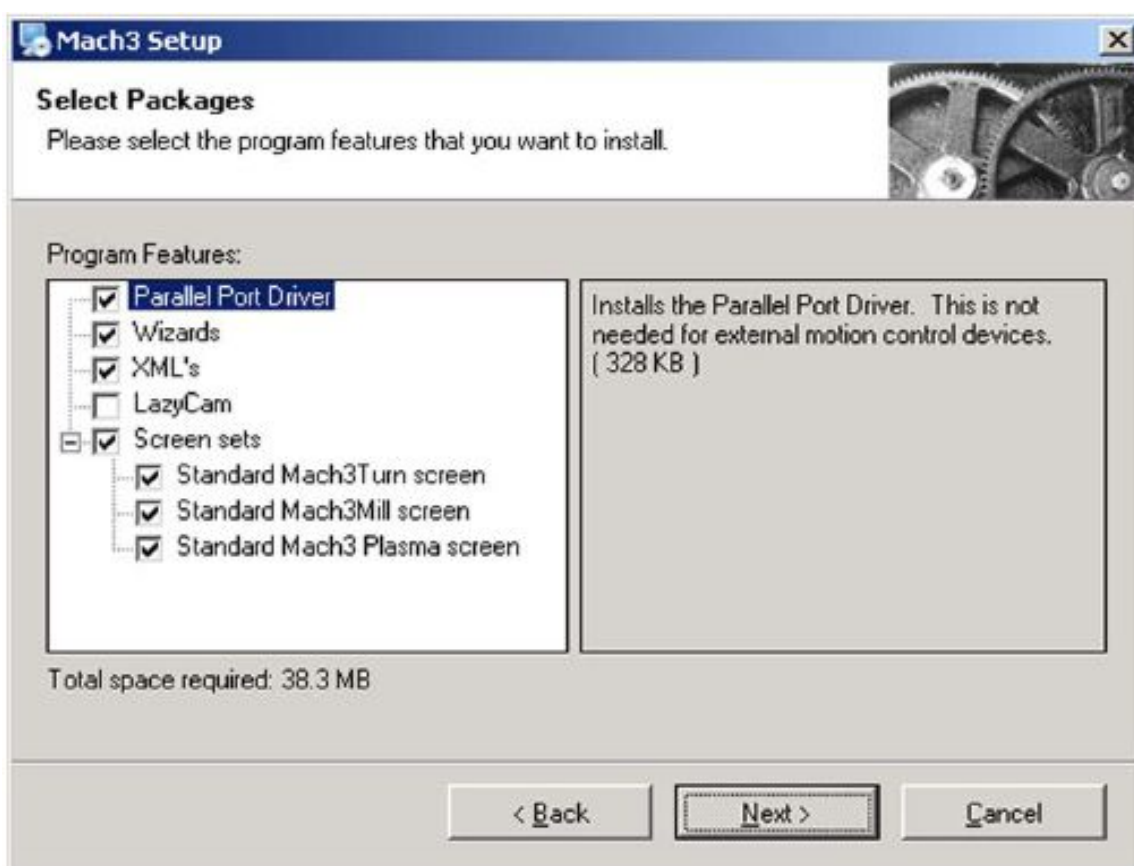 Mach3 Setup
Select Packages
Please select the program features that you want to install.
Program Features:
Parallel Port Driver
Wizards
XML's
LazyCam
Screen sets
Standard Mach3Turn screen
Standard Mach3Mill screen
Standard Mach3 Plasma screen
Installs the Parallel Port Driver. This is not
needed for external motion control devices.
( 328 KB )
Total space required: 38.3 MB
< Back
Next >
Cancel